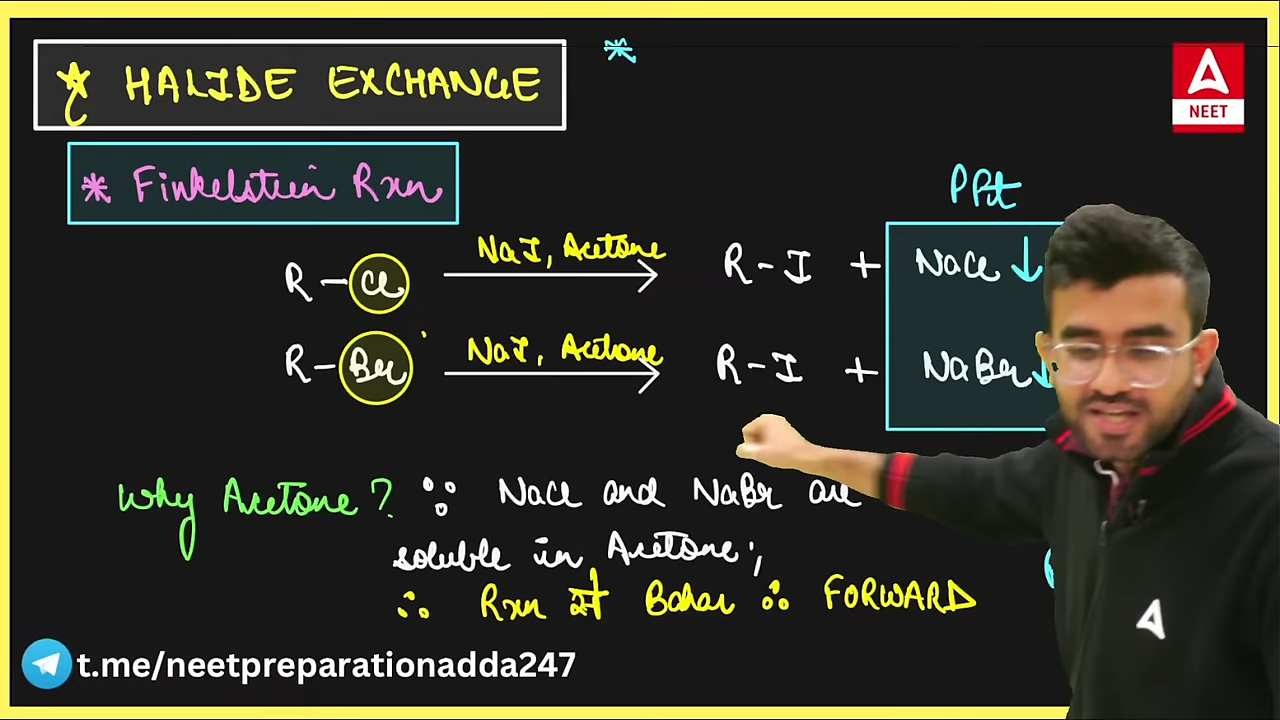 HALIDE EXCHANGE
NEET
* Finkelstein Rxn
PPt
R-Cl NaI, Acetone R-I + NaCl ↓
R-Br NaI, Acetone R-I + NaBr ↓
Why Acetone? ∵ NaCl and NaBr are
soluble in Acetone;
∴ Rxn Bahar ∴ FORWARD
t.me/neetpreparationadda247